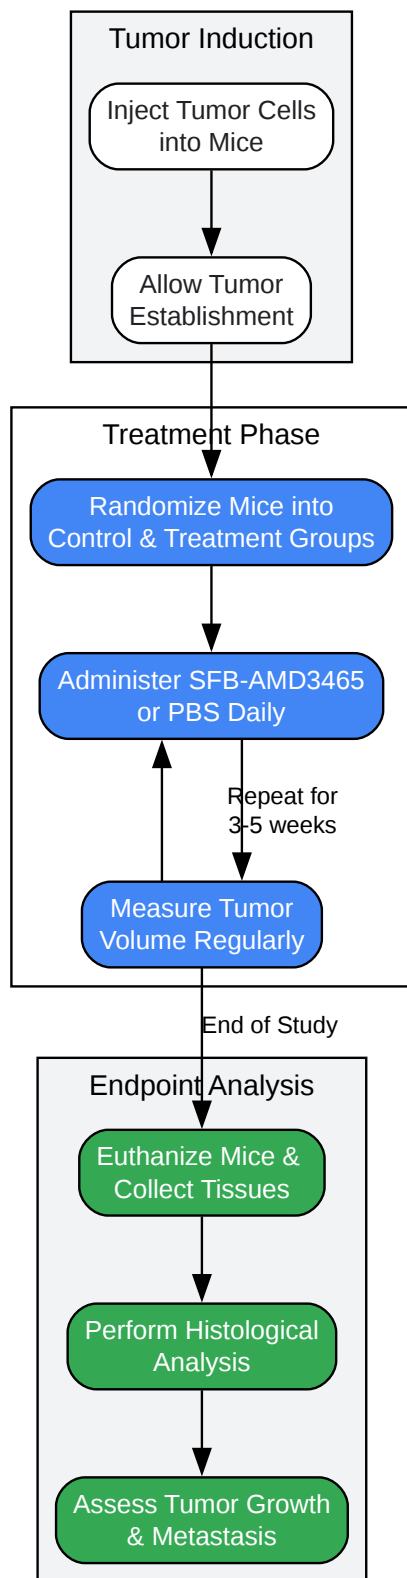 Tumor Induction
Inject Tumor Cells
into Mice
Allow Tumor
Establishment
Treatment Phase
Randomize Mice into
Control & Treatment Groups
Administer SFB-AMD3465
or PBS Daily
Repeat for
3-5 weeks
Measure Tumor
Volume Regularly
End of Study
Endpoint Analysis
Euthanize Mice &
Collect Tissues
Perform Histological
Analysis
Assess Tumor Growth
& Metastasis